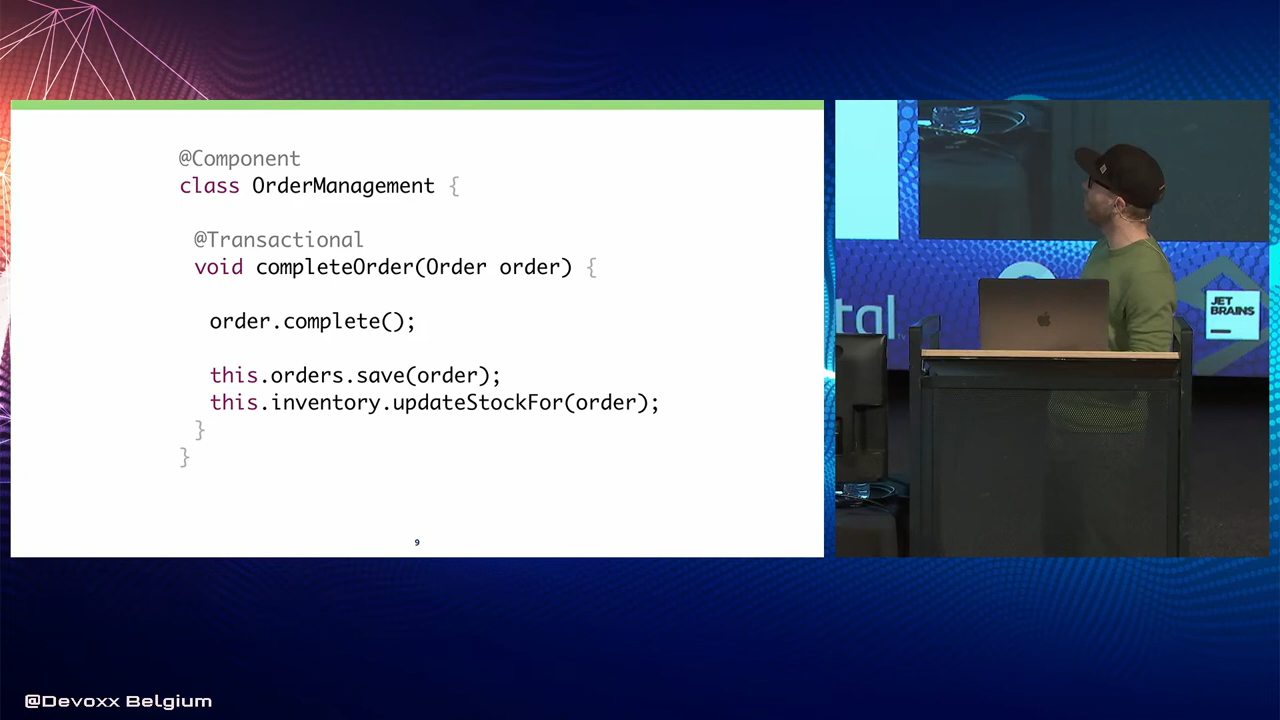 @Component
class OrderManagement {
@Transactional
void completeOrder(Order order) {
order.complete();
this.orders.save(order);
this.inventory.updateStockFor(order);
}
}
9
tal
JET
BRAINS
@Devoxx Belgium